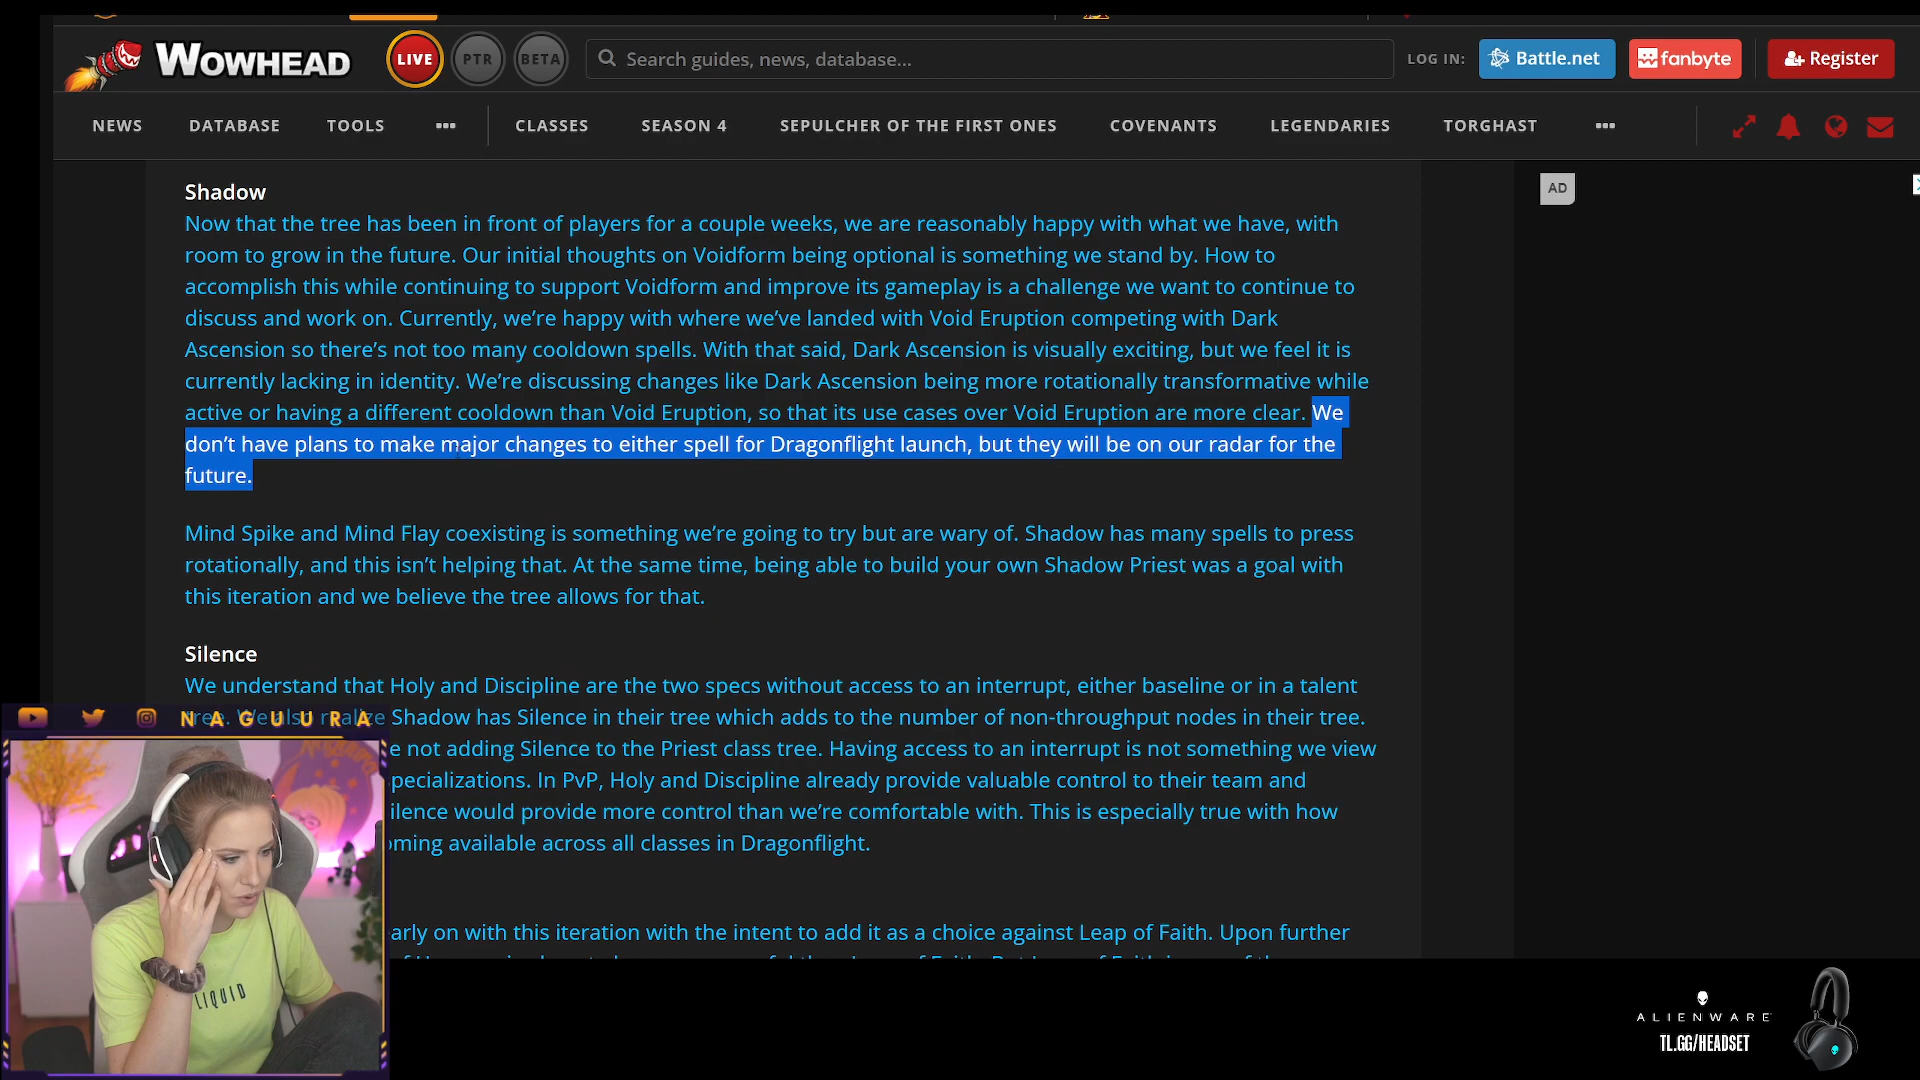 WOWHEAD
LIVE
PTR
BETA
Search guides, news, database...
LOG IN:
Battle.net
fanbyte
Register
NEWS
DATABASE
TOOLS
CLASSES
SEASON 4
SEPULCHER OF THE FIRST ONES
COVENANTS
LEGENDARIES
TORGHAST
AD
Shadow
Now that the tree has been in front of players for a couple weeks, we are reasonably happy with what we have, with
room to grow in the future. Our initial thoughts on Voidform being optional is something we stand by. How to
accomplish this while continuing to support Voidform and improve its gameplay is a challenge we want to continue to
discuss and work on. Currently, we’re happy with where we’ve landed with Void Eruption competing with Dark
Ascension so there’s not too many cooldown spells. With that said, Dark Ascension is visually exciting, but we feel it is
currently lacking in identity. We’re discussing changes like Dark Ascension being more rotationally transformative while
active or having a different cooldown than Void Eruption, so that its use cases over Void Eruption are more clear. We
don’t have plans to make major changes to either spell for Dragonflight launch, but they will be on our radar for the
future.
Mind Spike and Mind Flay coexisting is something we’re going to try but are wary of. Shadow has many spells to press
rotationally, and this isn’t helping that. At the same time, being able to build your own Shadow Priest was a goal with
this iteration and we believe the tree allows for that.
Silence
We understand that Holy and Discipline are the two specs without access to an interrupt, either baseline or in a talent
tree. We also realize Shadow has Silence in their tree which adds to the number of non-throughput nodes in their tree.
e not adding Silence to the Priest class tree. Having access to an interrupt is not something we view
pecializations. In PvP, Holy and Discipline already provide valuable control to their team and
ilence would provide more control than we’re comfortable with. This is especially true with how
oming available across all classes in Dragonflight.
arly on with this iteration with the intent to add it as a choice against Leap of Faith. Upon further
NAGUURA
LIQUID
ALIENWARE
TL.GG/HEADSET